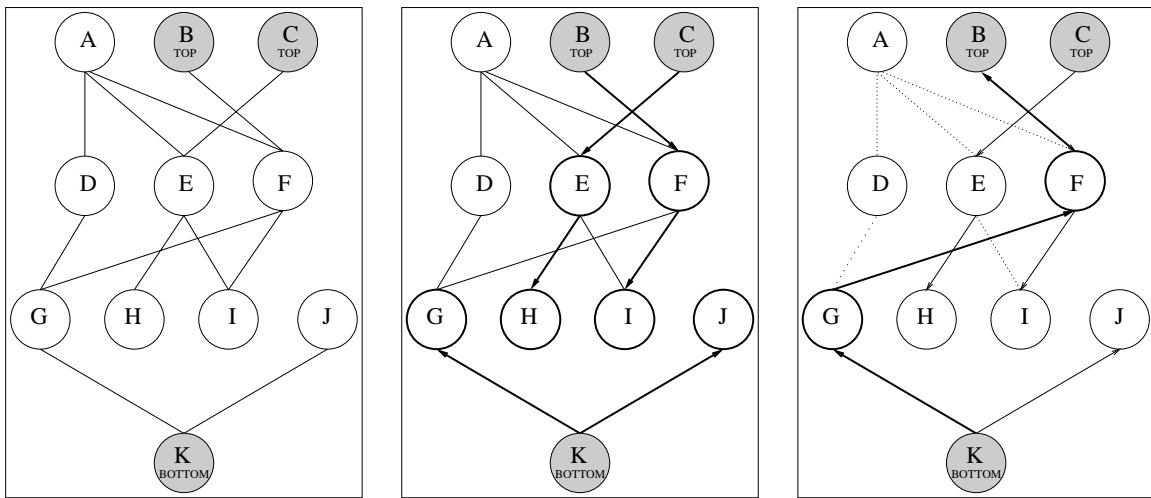 A B C
TOP TOP
D E F
G H I J
K
BOTTOM
A B C
TOP TOP
D E F
G H I J
K
BOTTOM
A B C
TOP TOP
D E F
G H I J
K
BOTTOM